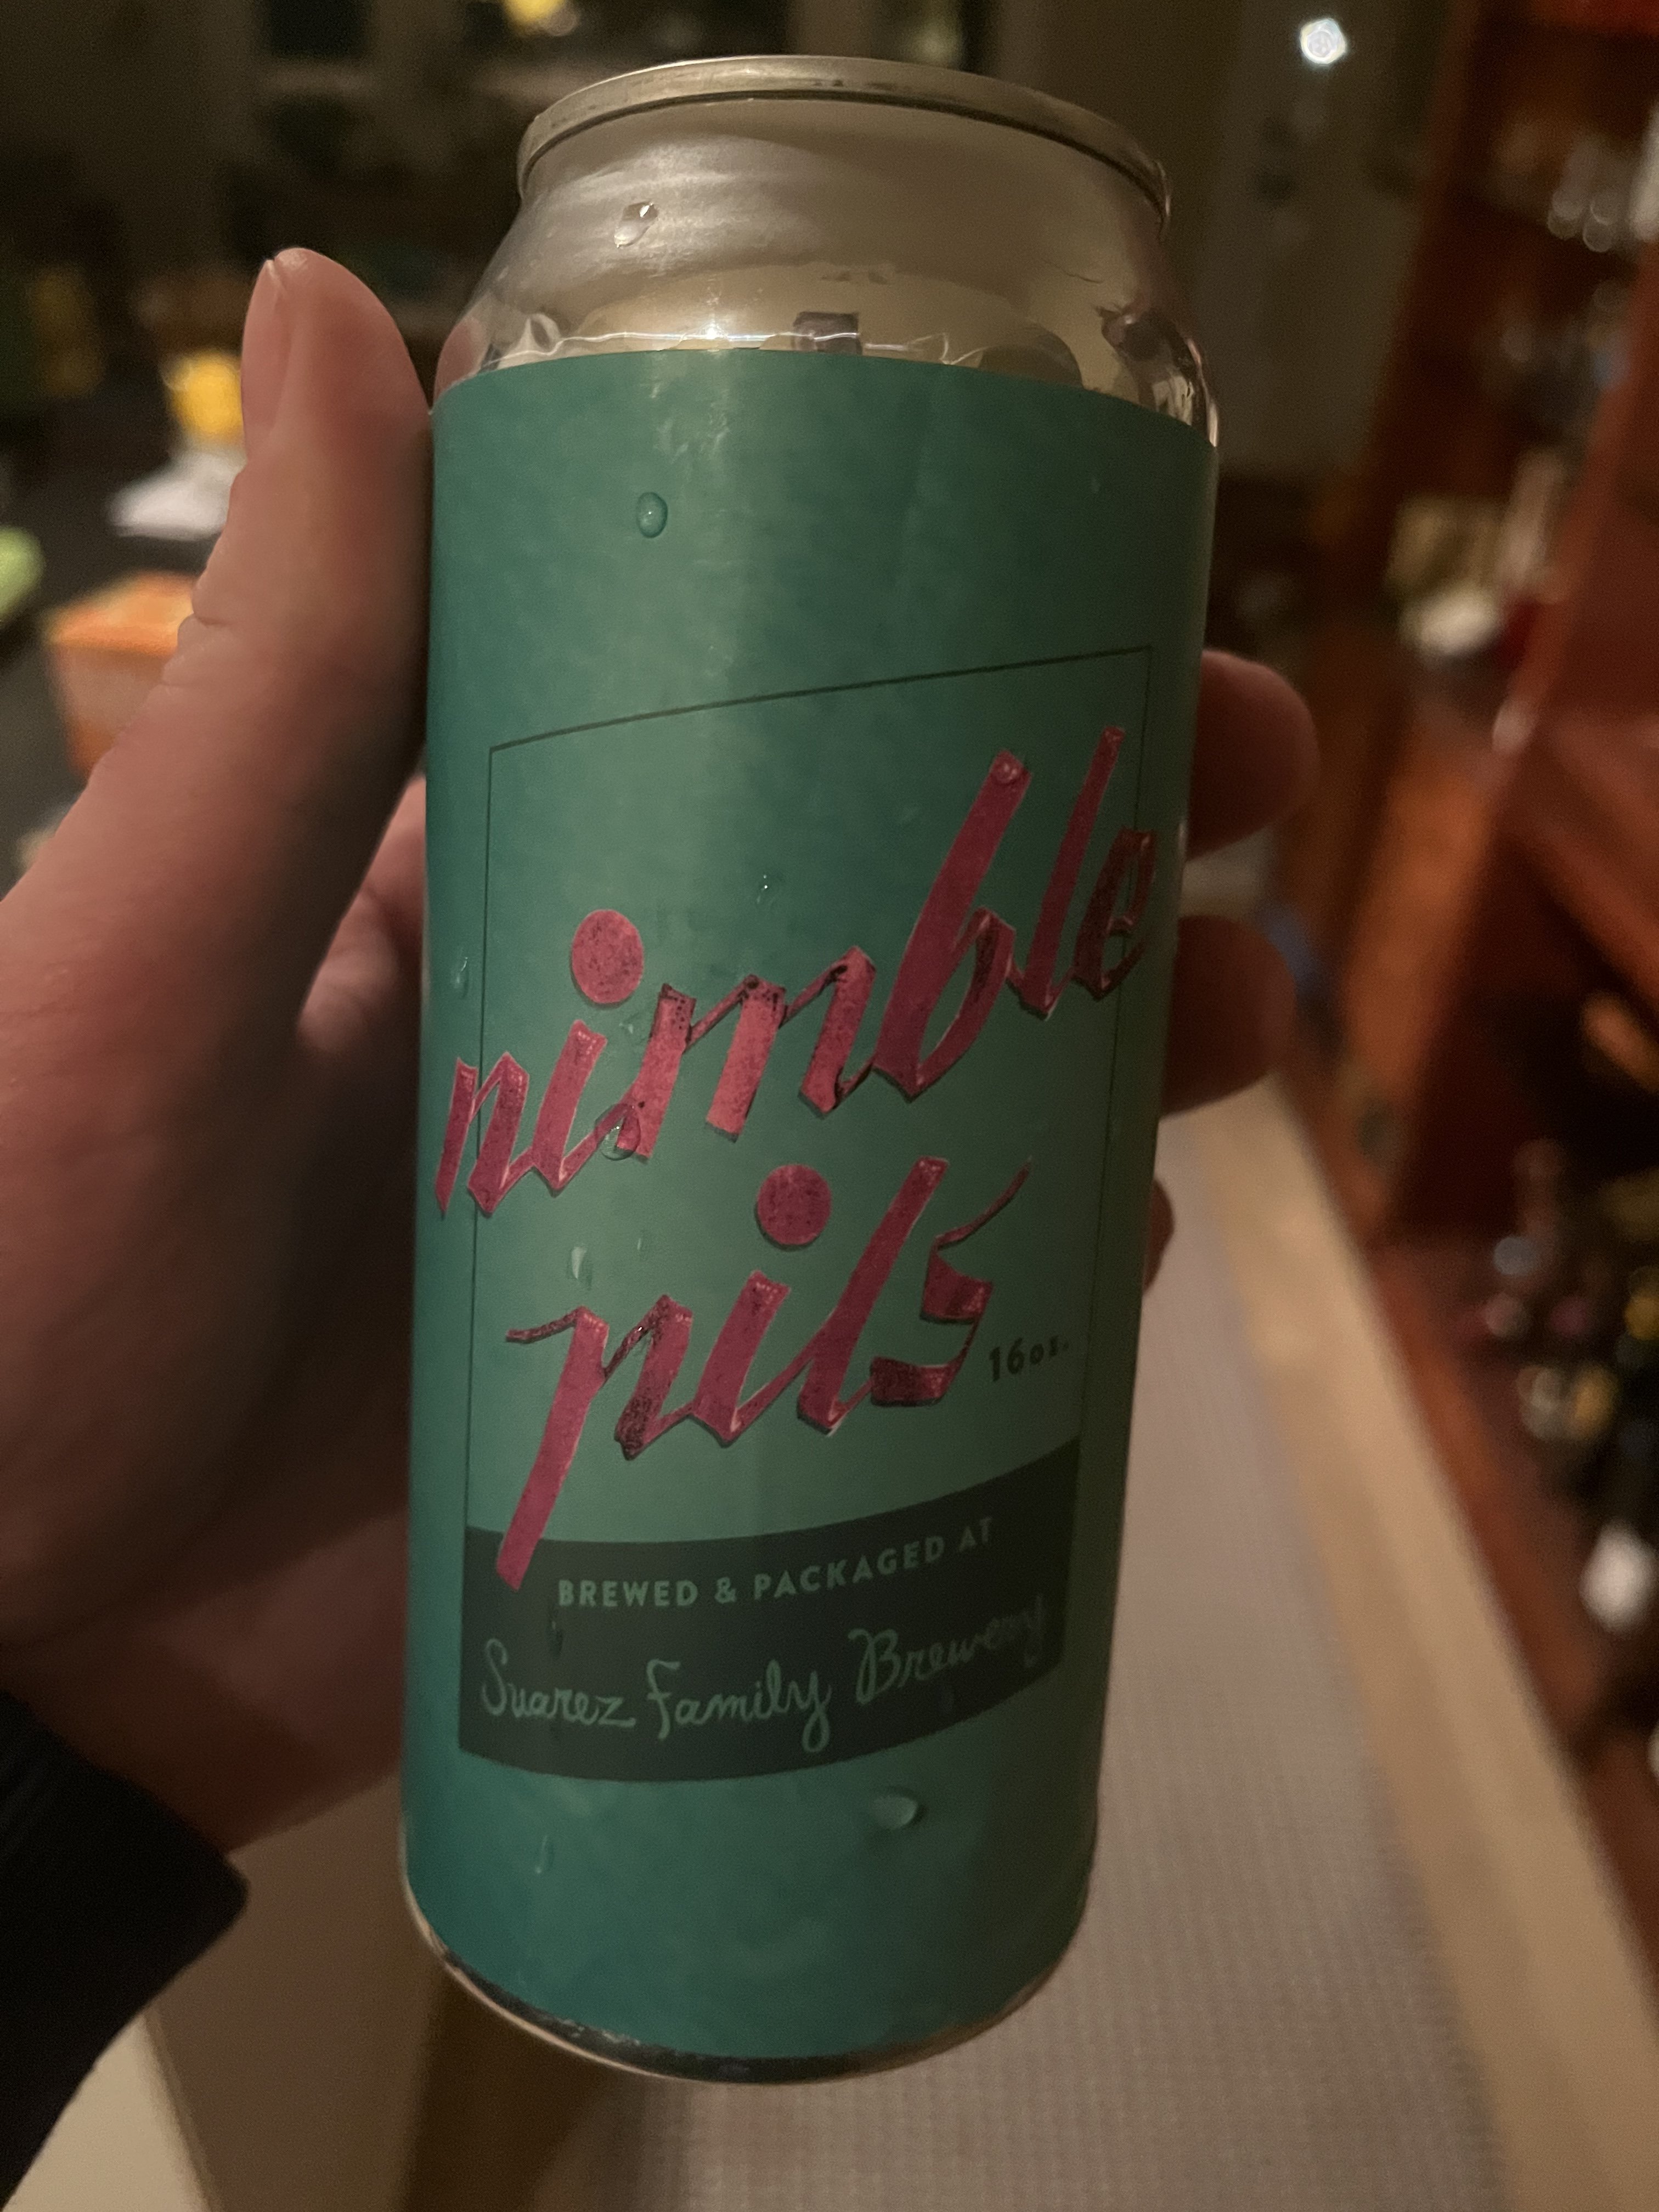 nimble
pils
16oz.
BREWED & PACKAGED AT
Suarez Family Brewery